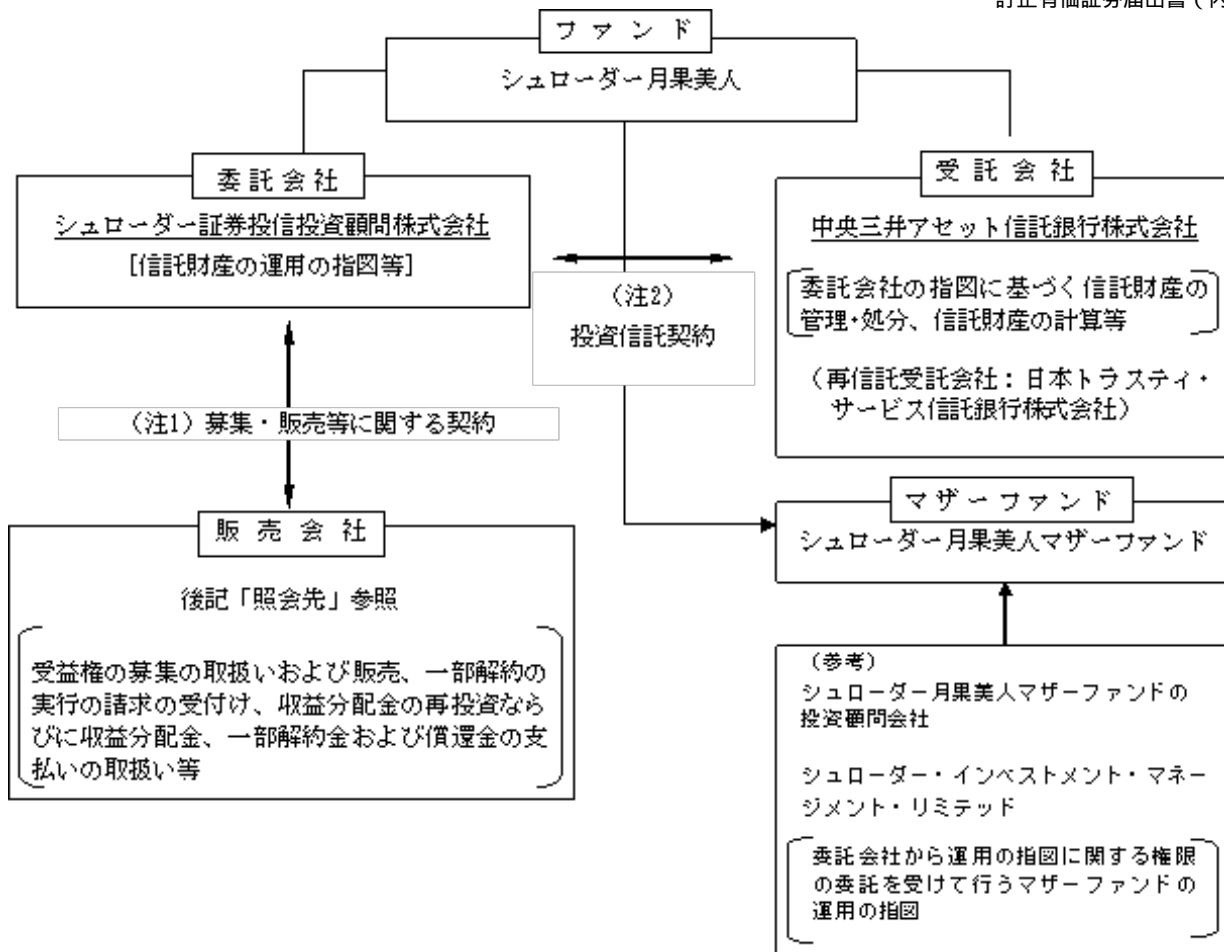 訂正有価証券届出書（内
ファンド
シュローダー月果美人
委託会社
シュローダー証券投信投資顧問株式会社
[信託財産の運用の指図等]
受託会社
中央三井アセット信託銀行株式会社
委託会社の指図に基づく信託財産の
管理・処分、信託財産の計算等
（再信託受託会社：日本トラスティ・
サービス信託銀行株式会社）
（注2）
投資信託契約
（注1）募集・販売等に関する契約
販売会社
後記「照会先」参照
受益権の募集の取扱いおよび販売、一部解約の
実行の請求の受付け、収益分配金の再投資なら
びに収益分配金、一部解約金および償還金の支
払いの取扱い等
マザーファンド
シュローダー月果美人マザーファンド
（参考）
シュローダー月果美人マザーファンドの
投資顧問会社
シュローダー・インベストメント・マネー
ジメント・リミテッド
委託会社から運用の指図に関する権限
の委託を受けて行うマザーファンドの
運用の指図